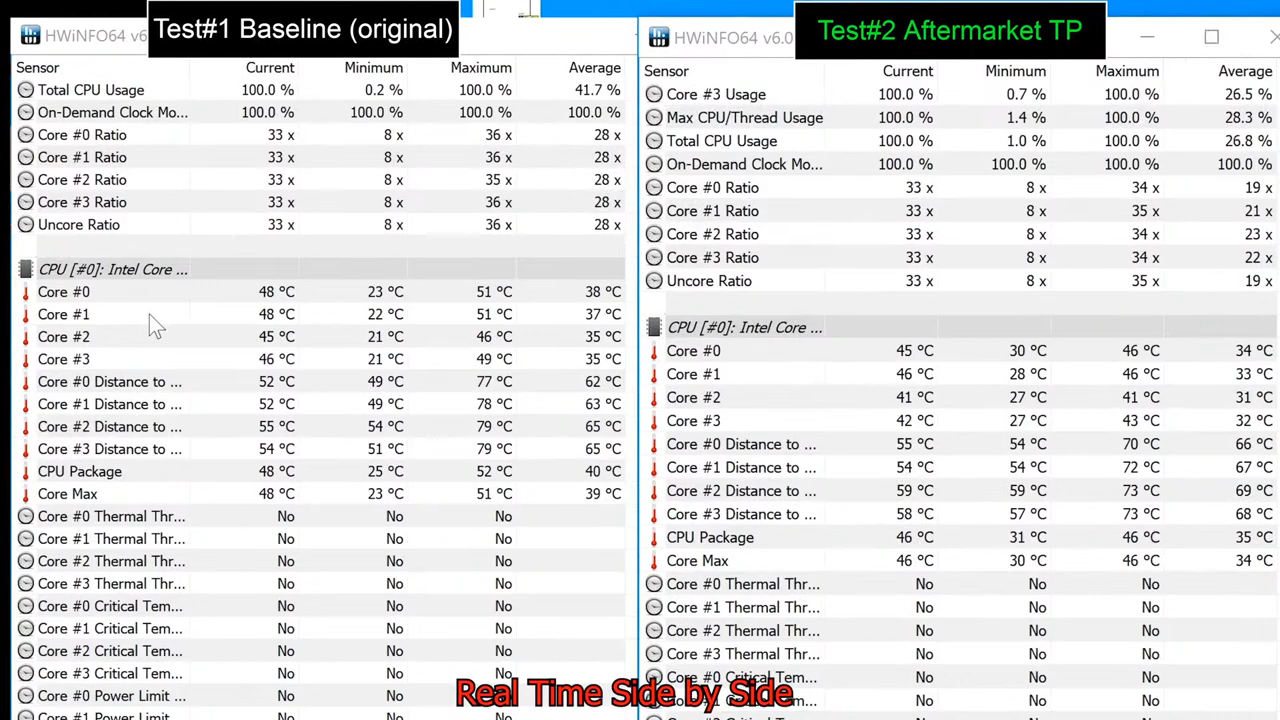 Test#1 Baseline (original)
HWiNFO64 v6.0
Sensor Current Minimum Maximum Average
Total CPU Usage 100.0 % 0.2 % 100.0 % 41.7 %
On-Demand Clock Mo... 100.0 % 100.0 % 100.0 % 100.0 %
Core #0 Ratio 33 x 8 x 36 x 28 x
Core #1 Ratio 33 x 8 x 36 x 28 x
Core #2 Ratio 33 x 8 x 35 x 28 x
Core #3 Ratio 33 x 8 x 36 x 28 x
Uncore Ratio 33 x 8 x 36 x 28 x
CPU [#0]: Intel Core ...
Core #0 48 °C 23 °C 51 °C 38 °C
Core #1 48 °C 22 °C 51 °C 37 °C
Core #2 45 °C 21 °C 46 °C 35 °C
Core #3 46 °C 21 °C 49 °C 35 °C
Core #0 Distance to ... 52 °C 49 °C 77 °C 62 °C
Core #1 Distance to ... 52 °C 49 °C 78 °C 63 °C
Core #2 Distance to ... 55 °C 54 °C 79 °C 65 °C
Core #3 Distance to ... 54 °C 51 °C 79 °C 65 °C
CPU Package 48 °C 25 °C 52 °C 40 °C
Core Max 48 °C 23 °C 51 °C 39 °C
Core #0 Thermal Thr... No No No
Core #1 Thermal Thr... No No No
Core #2 Thermal Thr... No No No
Core #3 Thermal Thr... No No No
Core #0 Critical Tem... No No No
Core #1 Critical Tem... No No No
Core #2 Critical Tem... No No No
Core #3 Critical Tem... No No No
Core #0 Power Limit No No
Core #1 Power Limit No No No
Test#2 Aftermarket TP
HWiNFO64 v6.0
Sensor Current Minimum Maximum Average
Core #3 Usage 100.0 % 0.7 % 100.0 % 26.5 %
Max CPU/Thread Usage 100.0 % 1.4 % 100.0 % 28.3 %
Total CPU Usage 100.0 % 1.0 % 100.0 % 26.8 %
On-Demand Clock Mo... 100.0 % 100.0 % 100.0 % 100.0 %
Core #0 Ratio 33 x 8 x 34 x 19 x
Core #1 Ratio 33 x 8 x 35 x 21 x
Core #2 Ratio 33 x 8 x 34 x 23 x
Core #3 Ratio 33 x 8 x 34 x 22 x
Uncore Ratio 33 x 8 x 35 x 19 x
CPU [#0]: Intel Core ...
Core #0 45 °C 30 °C 46 °C 34 °C
Core #1 46 °C 28 °C 46 °C 33 °C
Core #2 41 °C 27 °C 41 °C 31 °C
Core #3 42 °C 27 °C 43 °C 32 °C
Core #0 Distance to ... 55 °C 54 °C 70 °C 66 °C
Core #1 Distance to ... 54 °C 54 °C 72 °C 67 °C
Core #2 Distance to ... 59 °C 59 °C 73 °C 69 °C
Core #3 Distance to ... 58 °C 57 °C 73 °C 68 °C
CPU Package 46 °C 31 °C 46 °C 35 °C
Core Max 46 °C 30 °C 46 °C 34 °C
Core #0 Thermal Thr... No No No
Core #1 Thermal Thr... No No No
Core #2 Thermal Thr... No No No
Core #3 Thermal Thr... No No No
Core #0 Critical Tem... No No No
Core #1 Critical Tem... No No No
Real Time Side by Side